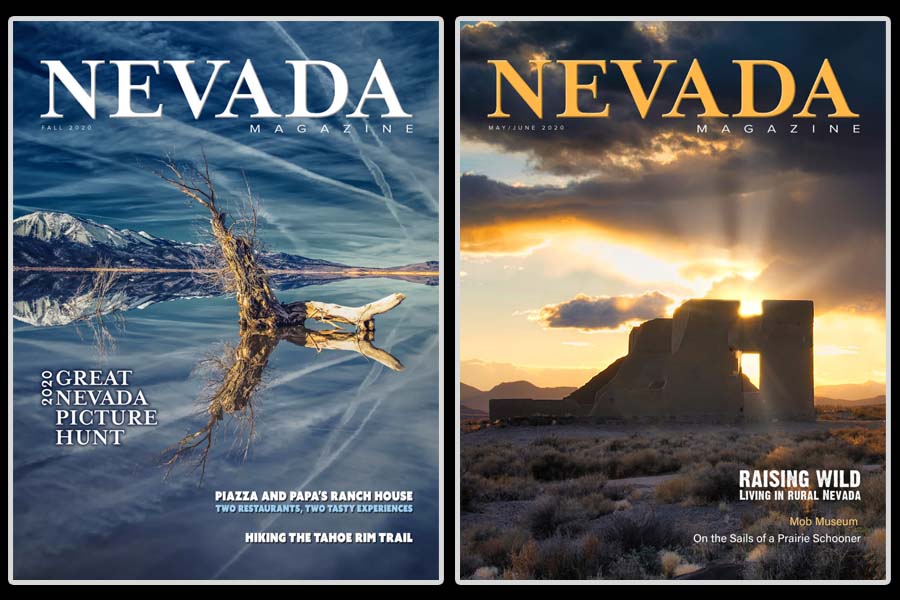 NEVADA
FALL 2020
MAGAZINE
2020
GREAT
NEVADA
PICTURE
HUNT
PIAZZA AND PAPA'S RANCH HOUSE
TWO RESTAURANTS, TWO TASTY EXPERIENCES
HIKING THE TAHOE RIM TRAIL
NEVADA
MAY/JUNE 2020
MAGAZINE
RAISING WILD
LIVING IN RURAL NEVADA
Mob Museum
On the Sails of a Prairie Schooner